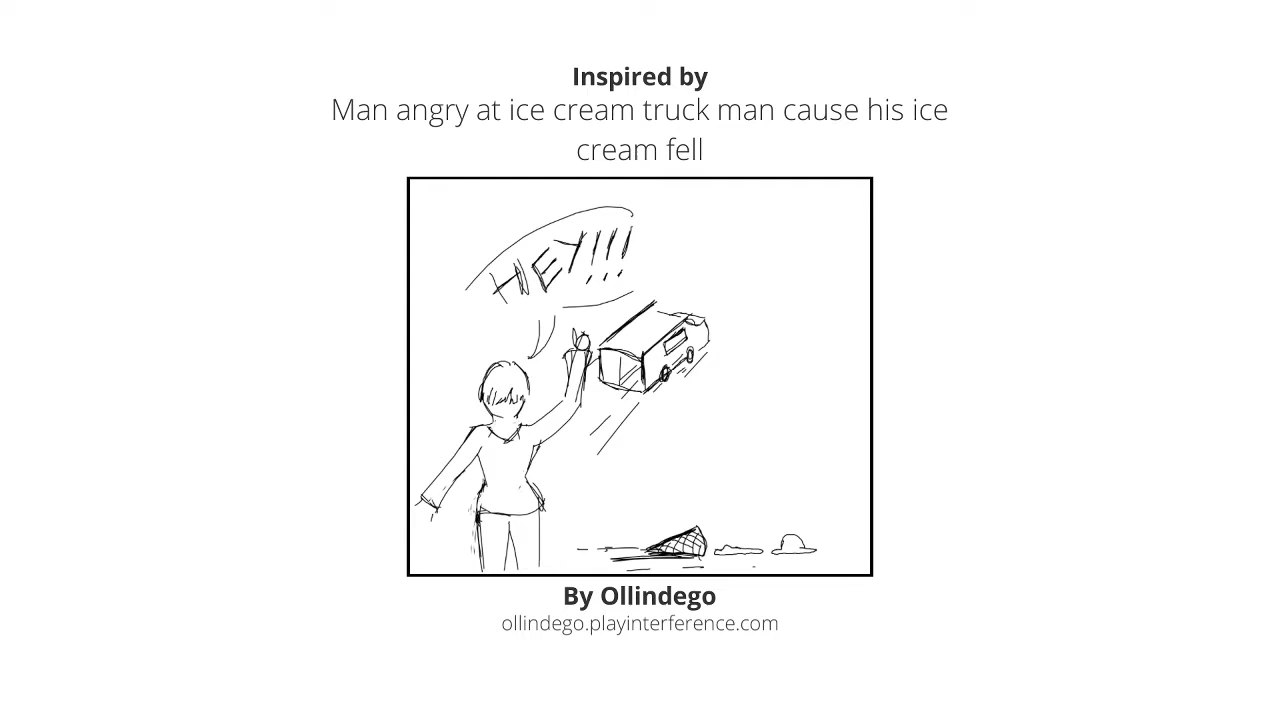 Inspired by
Man angry at ice cream truck man cause his ice
cream fell
HEY!!!
By Ollindego
ollindego.playinterference.com